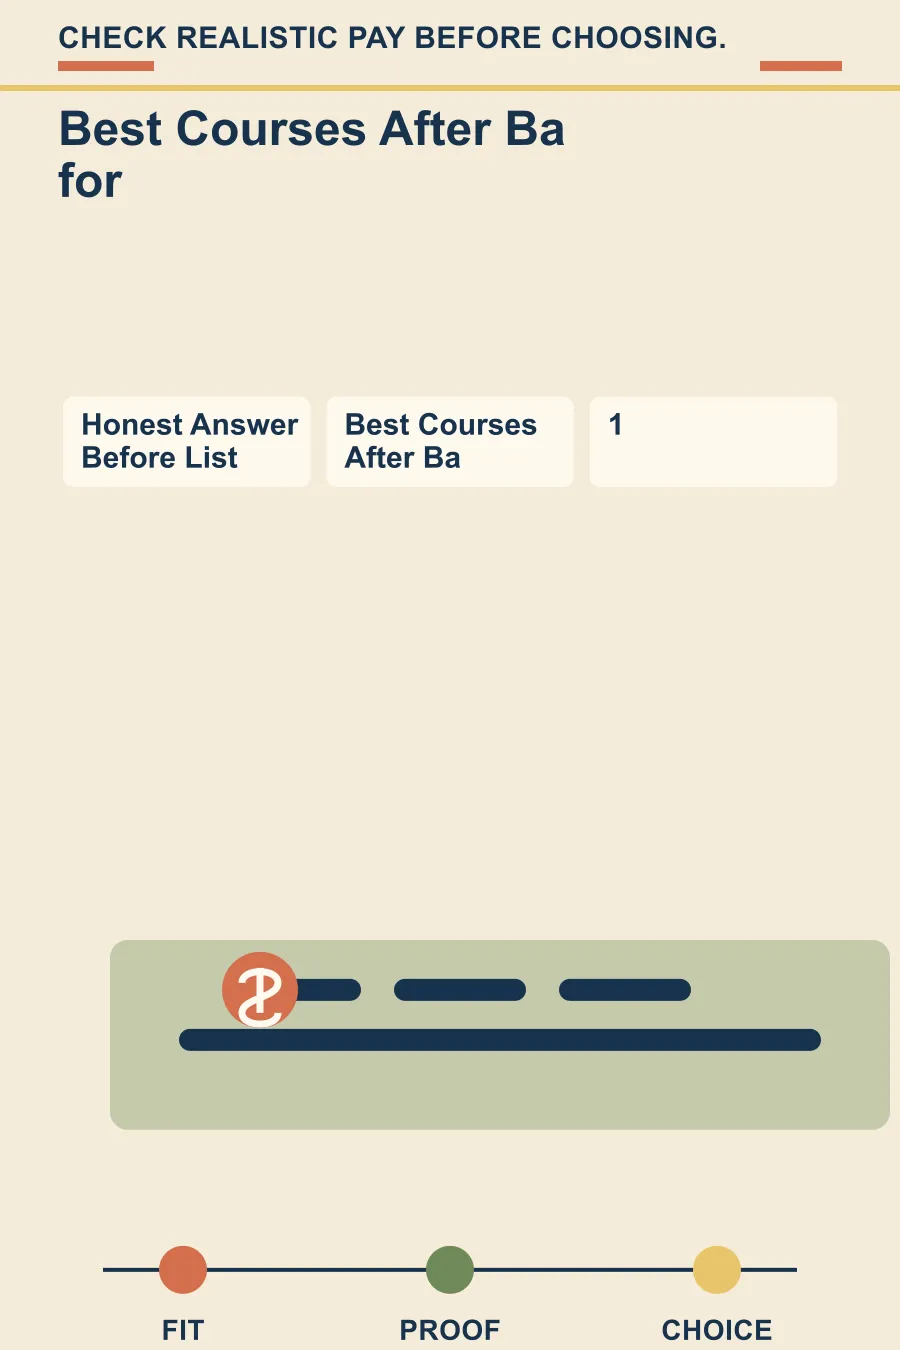 CHECK REALISTIC PAY BEFORE CHOOSING.
Best Courses After Ba
for
Honest Answer
Before List
Best Courses
After Ba
1
FIT
PROOF
CHOICE